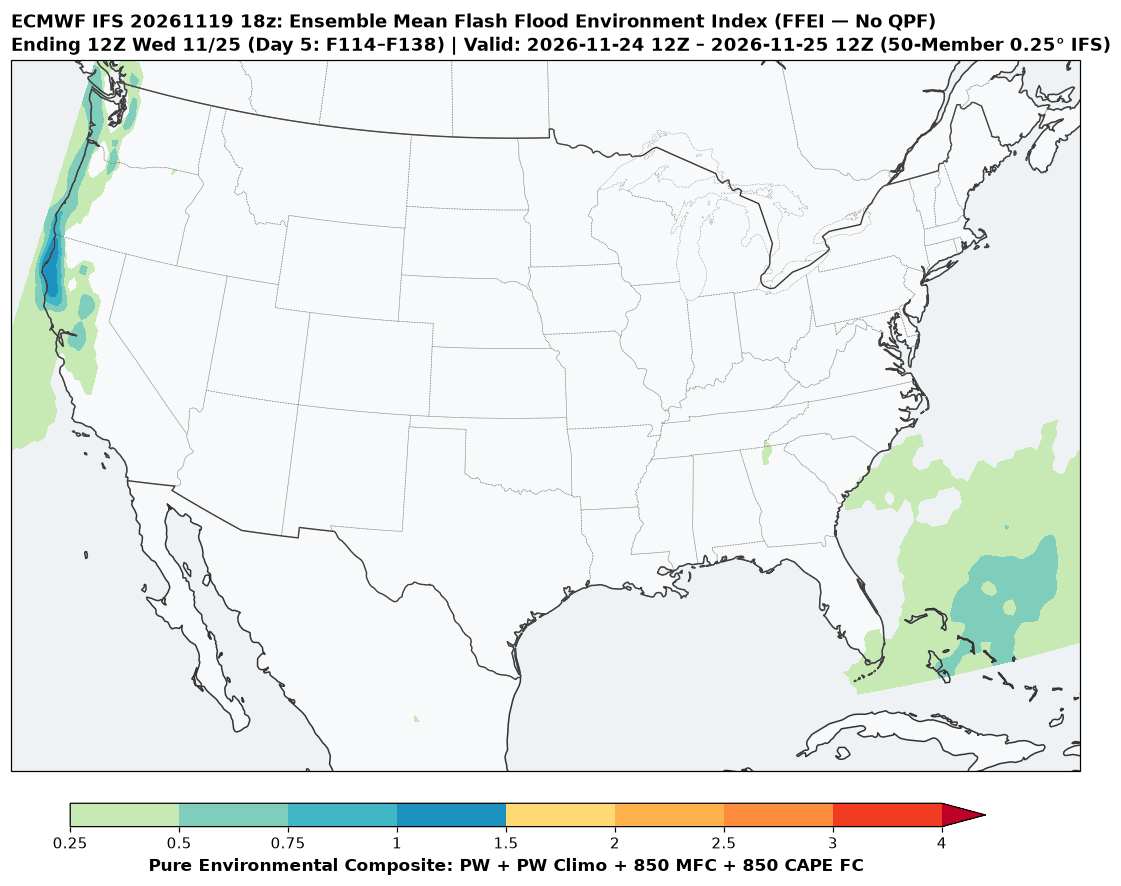 ECMWF IFS 20261119 18z: Ensemble Mean Flash Flood Environment Index (FFEI — No QPF)
Ending 12Z Wed 11/25 (Day 5: F114–F138) | Valid: 2026-11-24 12Z – 2026-11-25 12Z (50-Member 0.25° IFS)
0.25 0.5 0.75 1 1.5 2 2.5 3 4
Pure Environmental Composite: PW + PW Climo + 850 MFC + 850 CAPE FC